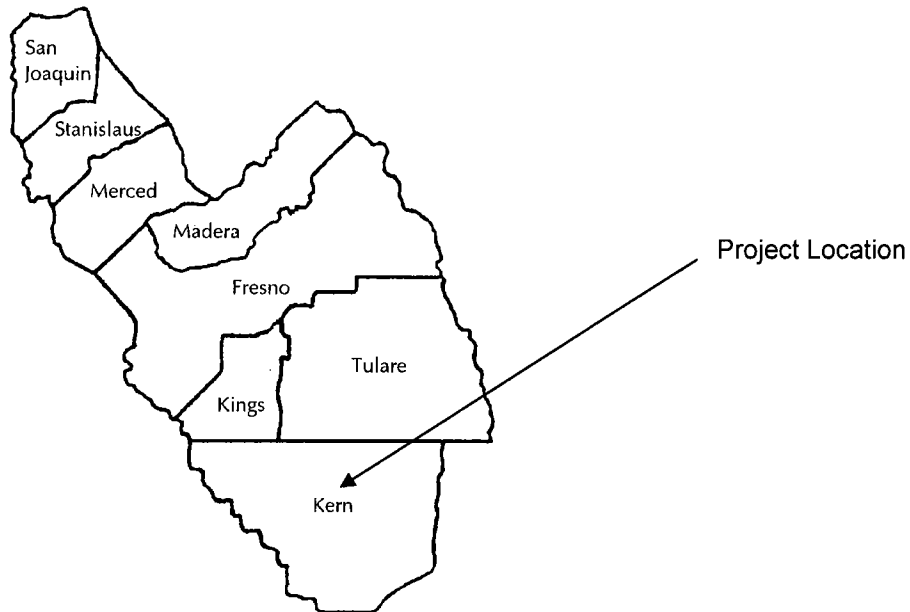 San
Joaquin
Stanislaus
Merced
Madera
Project Location
Fresno
Tulare
Kings
Kern